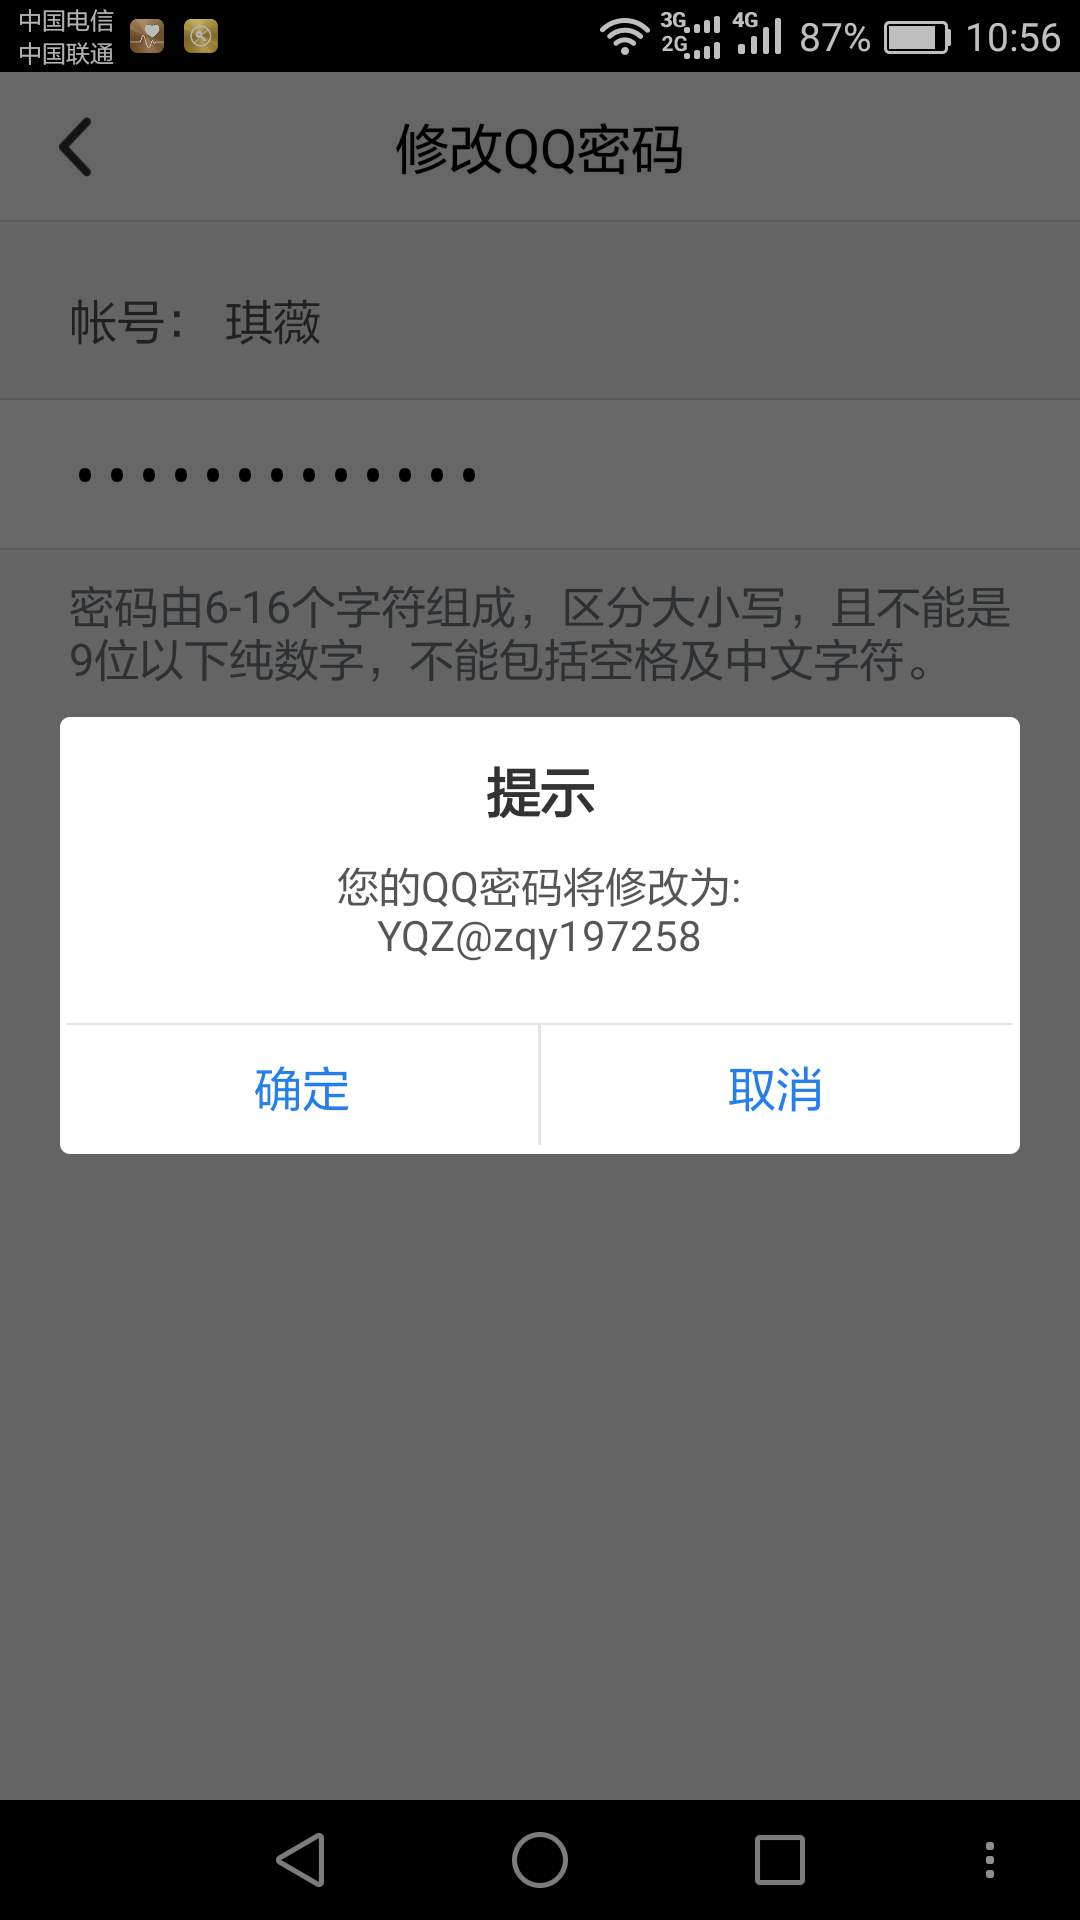 中国电信
中国联通
3G
2G
4G
87%
10:56
修改QQ密码
帐号： 琪薇
•••••••••••••
密码由6-16个字符组成，区分大小写，且不能是
9位以下纯数字，不能包括空格及中文字符。
提示
您的QQ密码将修改为:
YQZ@zqy197258
确定
取消